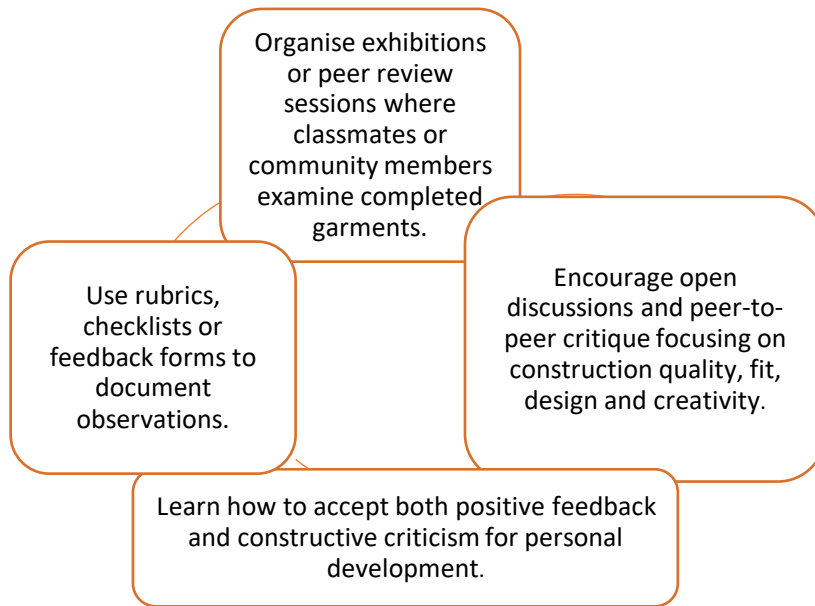 Organise exhibitions
or peer review
sessions where
classmates or
community members
examine completed
garments.
Encourage open
discussions and peer-to-
peer critique focusing on
construction quality, fit,
design and creativity.
Learn how to accept both positive feedback
and constructive criticism for personal
development.
Use rubrics,
checklists or
feedback forms to
document
observations.